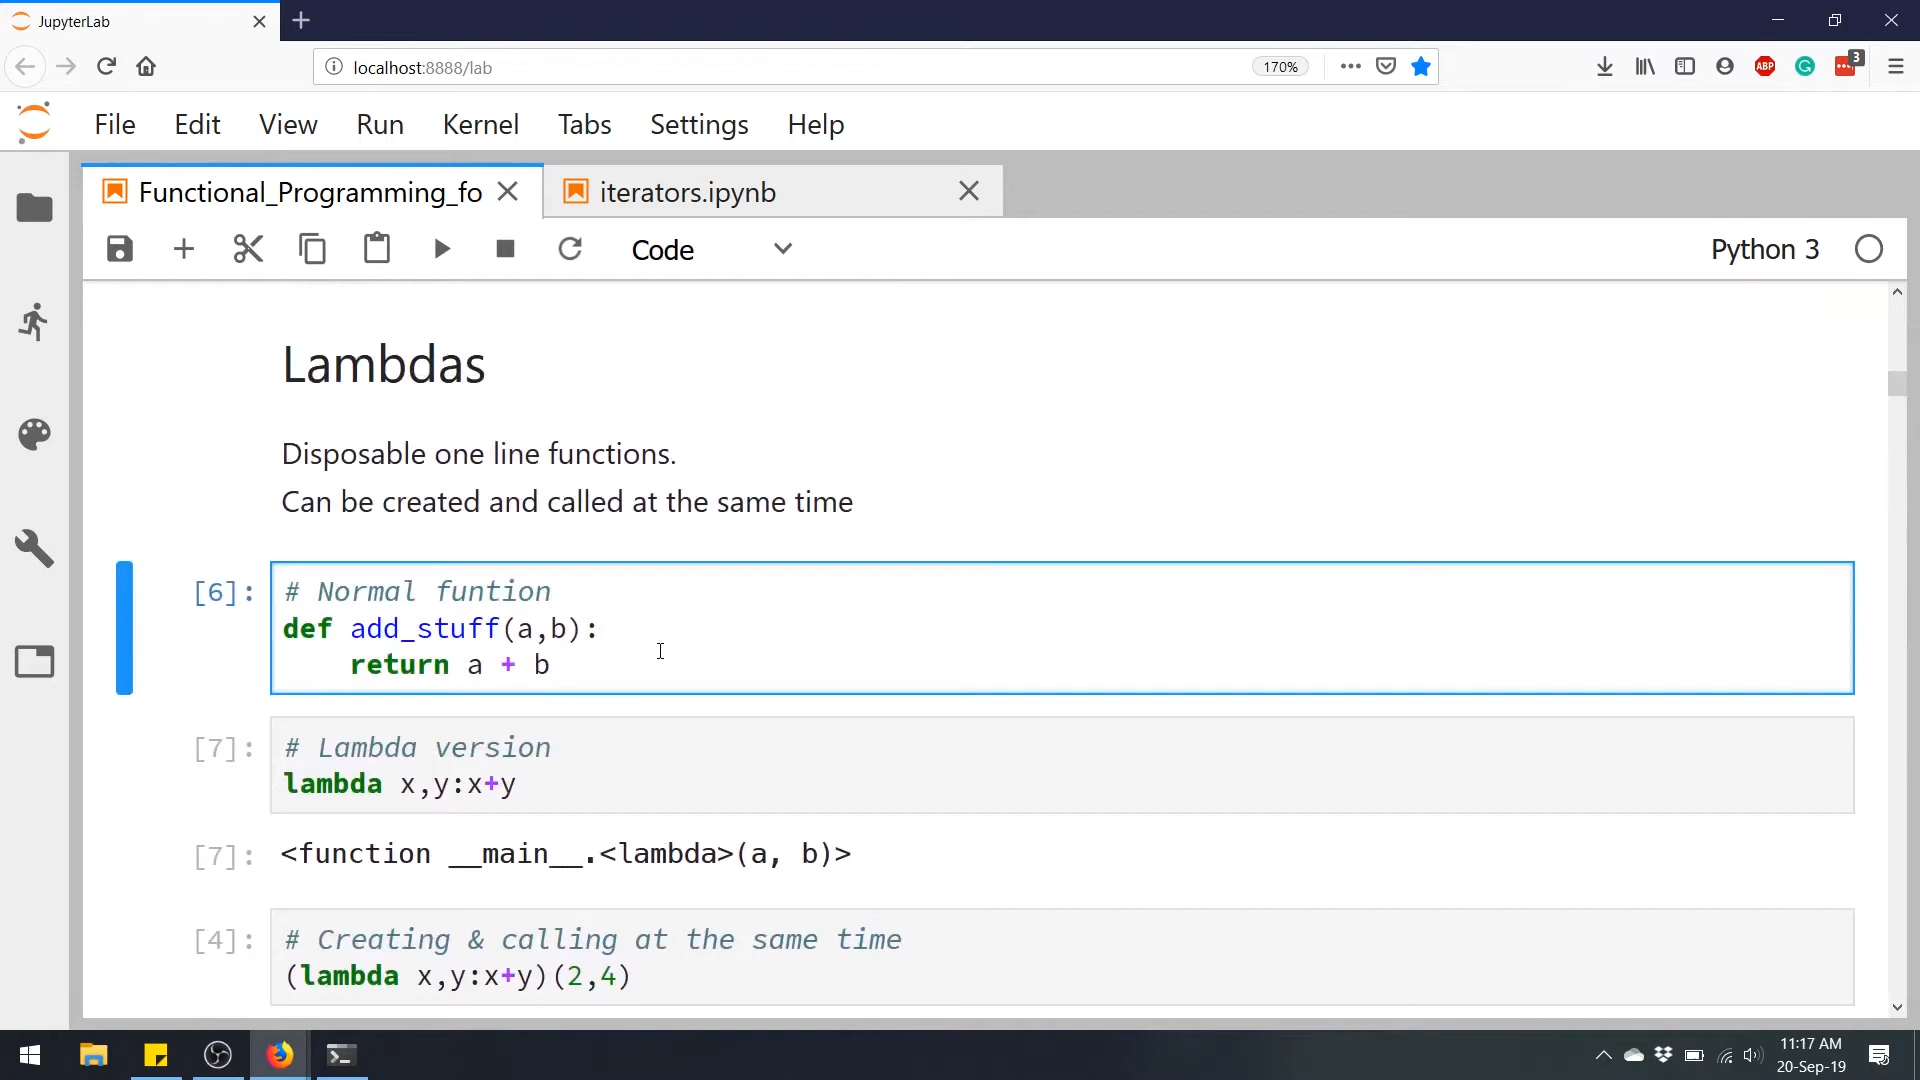 JupyterLab
localhost:8888/lab
170%
ABP
3
File Edit View Run Kernel Tabs Settings Help
Functional_Programming_fo
iterators.ipynb
Code
Python 3
Lambdas
Disposable one line functions.
Can be created and called at the same time
[6]:
# Normal funtion
def add_stuff(a,b):
    return a + b
[7]:
# Lambda version
lambda x,y:x+y
[7]:
<function __main__.<lambda>(a, b)>
[4]:
# Creating & calling at the same time
(lambda x,y:x+y)(2,4)
11:17 AM
20-Sep-19